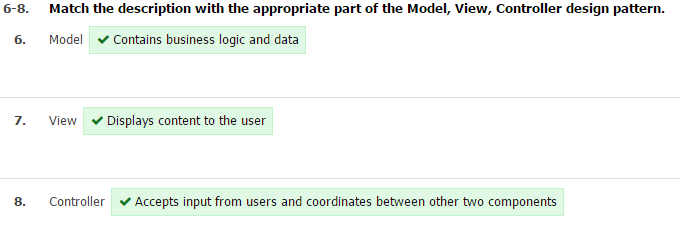 6-8. Match the description with the appropriate part of the Model, View, Controller design pattern.
6. Model ✔ Contains business logic and data
7. View ✔ Displays content to the user
8. Controller ✔ Accepts input from users and coordinates between other two components